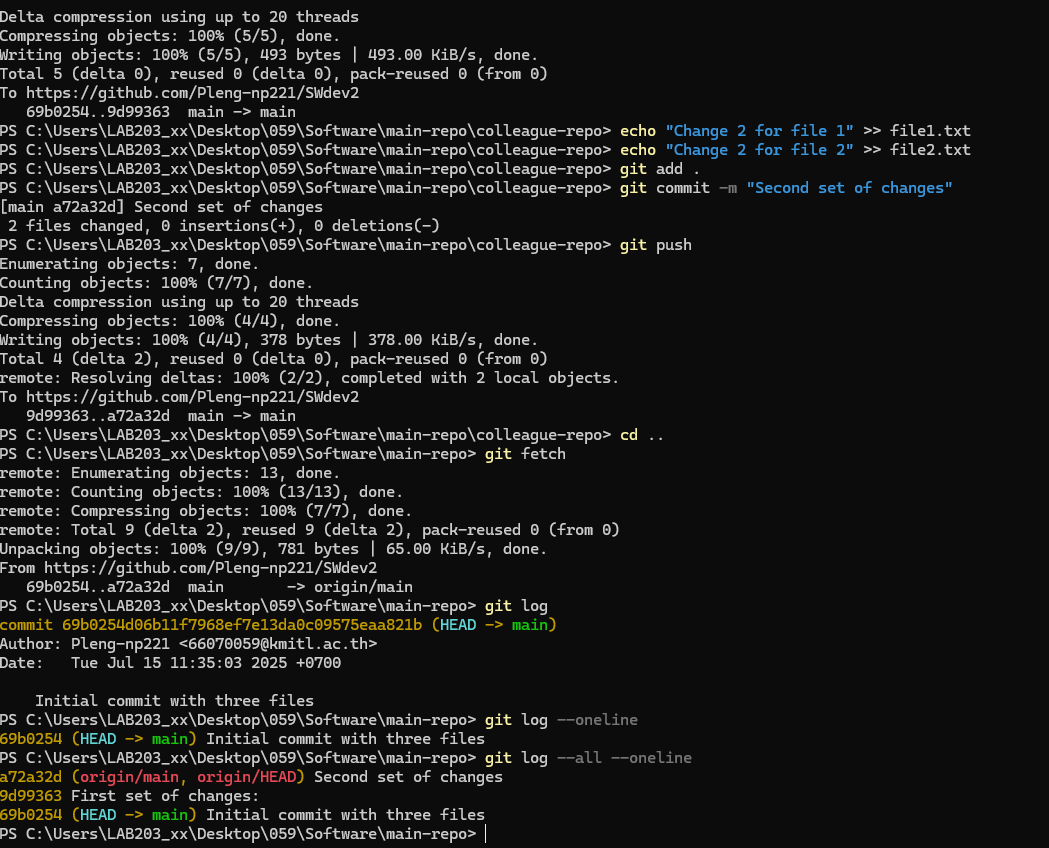 Delta compression using up to 20 threads
Compressing objects: 100% (5/5), done.
Writing objects: 100% (5/5), 493 bytes | 493.00 KiB/s, done.
Total 5 (delta 0), reused 0 (delta 0), pack-reused 0 (from 0)
To https://github.com/Pleng-np221/SWdev2
   69b0254..9d99363  main -> main
PS C:\Users\LAB203_xx\Desktop\059\Software\main-repo\colleague-repo> echo "Change 2 for file 1" >> file1.txt
PS C:\Users\LAB203_xx\Desktop\059\Software\main-repo\colleague-repo> echo "Change 2 for file 2" >> file2.txt
PS C:\Users\LAB203_xx\Desktop\059\Software\main-repo\colleague-repo> git add .
PS C:\Users\LAB203_xx\Desktop\059\Software\main-repo\colleague-repo> git commit -m "Second set of changes"
[main a72a32d] Second set of changes
 2 files changed, 0 insertions(+), 0 deletions(-)
PS C:\Users\LAB203_xx\Desktop\059\Software\main-repo\colleague-repo> git push
Enumerating objects: 7, done.
Counting objects: 100% (7/7), done.
Delta compression using up to 20 threads
Compressing objects: 100% (4/4), done.
Writing objects: 100% (4/4), 378 bytes | 378.00 KiB/s, done.
Total 4 (delta 2), reused 0 (delta 0), pack-reused 0 (from 0)
remote: Resolving deltas: 100% (2/2), completed with 2 local objects.
To https://github.com/Pleng-np221/SWdev2
   9d99363..a72a32d  main -> main
PS C:\Users\LAB203_xx\Desktop\059\Software\main-repo\colleague-repo> cd ..
PS C:\Users\LAB203_xx\Desktop\059\Software\main-repo> git fetch
remote: Enumerating objects: 13, done.
remote: Counting objects: 100% (13/13), done.
remote: Compressing objects: 100% (7/7), done.
remote: Total 9 (delta 2), reused 9 (delta 2), pack-reused 0 (from 0)
Unpacking objects: 100% (9/9), 781 bytes | 65.00 KiB/s, done.
From https://github.com/Pleng-np221/SWdev2
   69b0254..a72a32d  main       -> origin/main
PS C:\Users\LAB203_xx\Desktop\059\Software\main-repo> git log
commit 69b0254d06b11f7968ef7e13da0c09575eaa821b (HEAD -> main)
Author: Pleng-np221 <66070059@kmitl.ac.th>
Date:   Tue Jul 15 11:35:03 2025 +0700

    Initial commit with three files
PS C:\Users\LAB203_xx\Desktop\059\Software\main-repo> git log --oneline
69b0254 (HEAD -> main) Initial commit with three files
PS C:\Users\LAB203_xx\Desktop\059\Software\main-repo> git log --all --oneline
a72a32d (origin/main, origin/HEAD) Second set of changes
9d99363 First set of changes:
69b0254 (HEAD -> main) Initial commit with three files
PS C:\Users\LAB203_xx\Desktop\059\Software\main-repo>